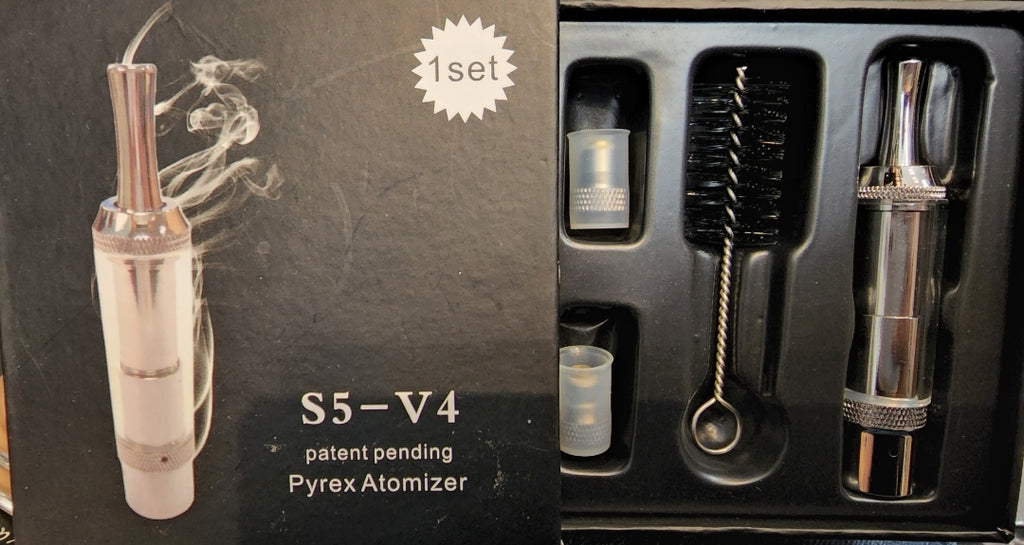 1set
S5-V4
patent pending
Pyrex Atomizer